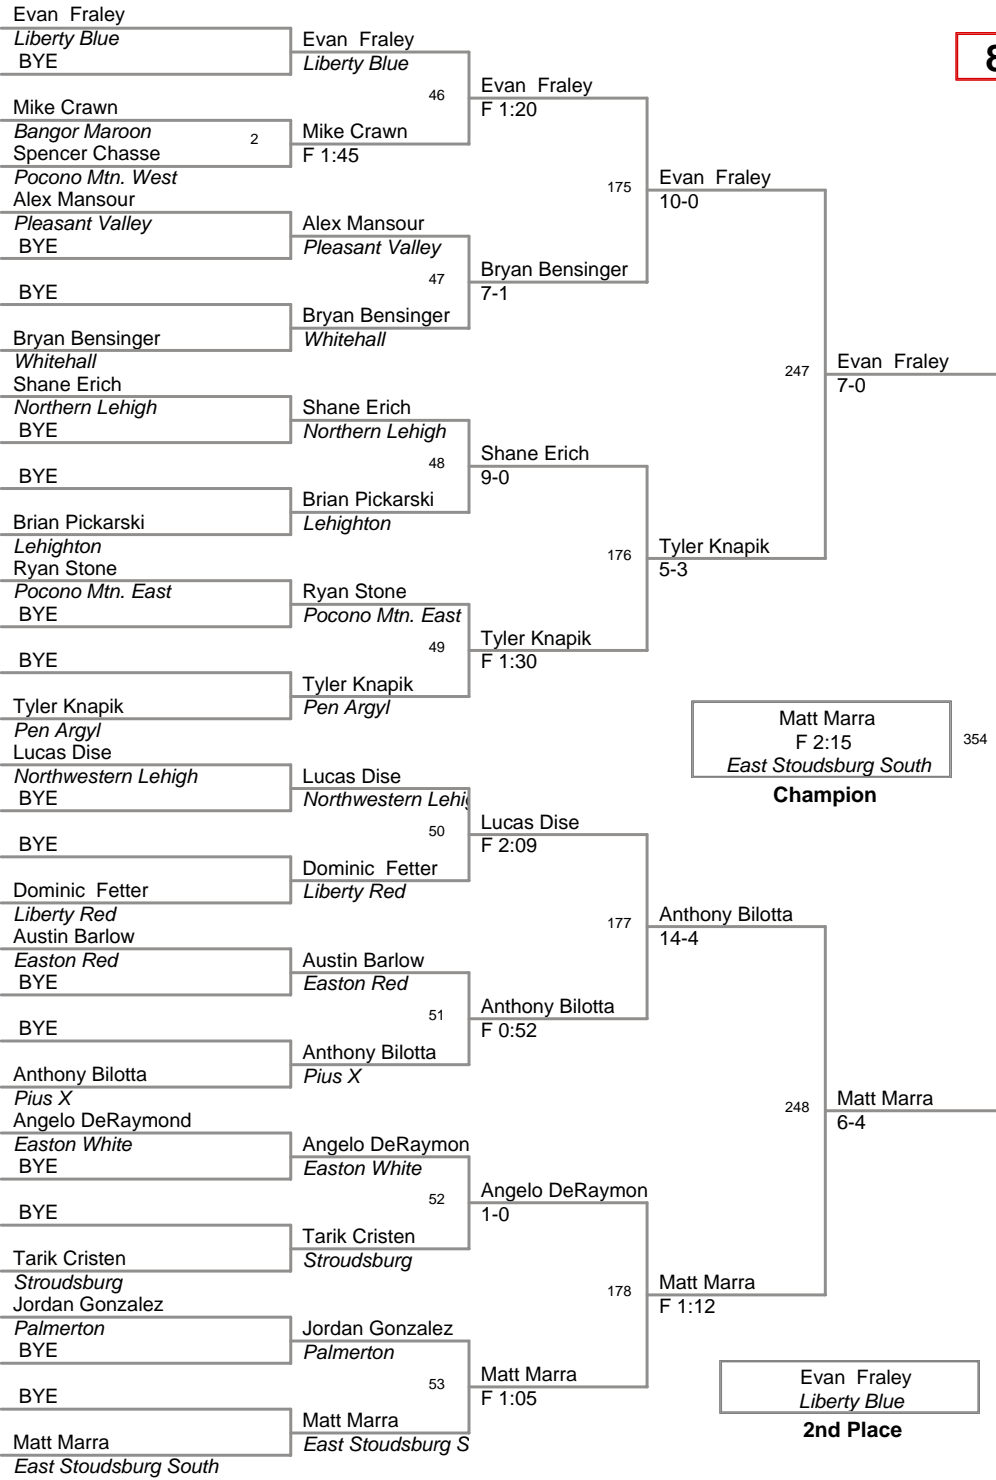 Evan  Fraley
Liberty Blue
BYE
Mike Crawn
Bangor Maroon
2
Spencer Chasse
Pocono Mtn. West
Alex Mansour
Pleasant Valley
BYE
BYE
Bryan Bensinger
Whitehall
Shane Erich
Northern Lehigh
BYE
BYE
Brian Pickarski
Lehighton
Ryan Stone
Pocono Mtn. East
BYE
BYE
Tyler Knapik
Pen Argyl
Lucas Dise
Northwestern Lehigh
BYE
BYE
Dominic  Fetter
Liberty Red
Austin Barlow
Easton Red
BYE
BYE
Anthony Bilotta
Pius X
Angelo DeRaymond
Easton White
BYE
BYE
Tarik Cristen
Stroudsburg
Jordan Gonzalez
Palmerton
BYE
BYE
Matt Marra
East Stoudsburg South
Evan  Fraley
Liberty Blue
46
Mike Crawn
F 1:45
Alex Mansour
Pleasant Valley
47
Bryan Bensinger
Whitehall
Shane Erich
Northern Lehigh
48
Brian Pickarski
Lehighton
Ryan Stone
Pocono Mtn. East
49
Tyler Knapik
Pen Argyl
Lucas Dise
Northwestern Lehi
50
Dominic  Fetter
Liberty Red
Austin Barlow
Easton Red
51
Anthony Bilotta
Pius X
Angelo DeRaymon
Easton White
52
Tarik Cristen
Stroudsburg
Jordan Gonzalez
Palmerton
53
Matt Marra
East Stoudsburg S
Evan  Fraley
F 1:20
175
Bryan Bensinger
7-1
Shane Erich
9-0
176
Tyler Knapik
F 1:30
Lucas Dise
F 2:09
177
Anthony Bilotta
F 0:52
Angelo DeRaymon
1-0
178
Matt Marra
F 1:05
Evan  Fraley
10-0
247
Tyler Knapik
5-3
Anthony Bilotta
14-4
248
Matt Marra
F 1:12
Evan  Fraley
7-0
Matt Marra
6-4
Matt Marra
F 2:15
East Stoudsburg South
354
Champion
Evan  Fraley
Liberty Blue
2nd Place